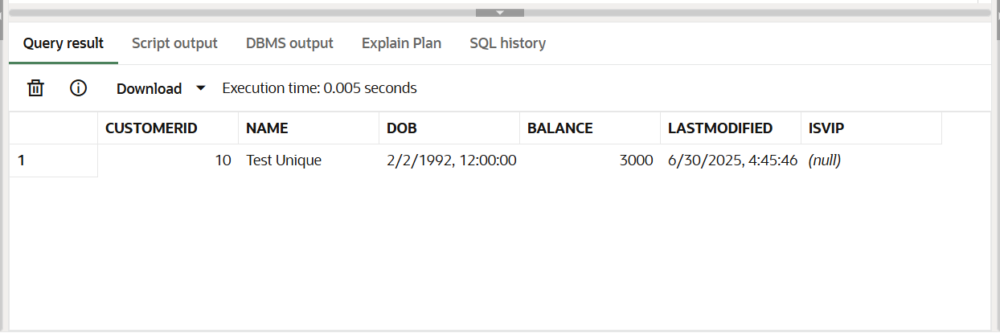 Query result Script output DBMS output Explain Plan SQL history
Download Execution time: 0.005 seconds
CUSTOMERID NAME DOB BALANCE LASTMODIFIED ISVIP
1 10 Test Unique 2/2/1992, 12:00:00 3000 6/30/2025, 4:45:46 (null)